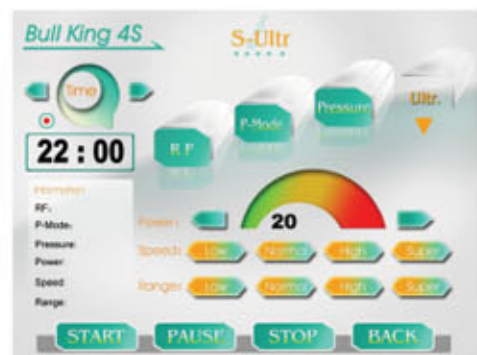 Bull King 4S
S-Ultr
Time
22 : 00
R F
P-Mode
Pressure
Ultr.
Information
RF:
P-Mode:
Pressure:
Power:
Speed:
Range:
Power: 20
Speed: Low Normal High Super
Range: Low Normal High Super
START PAUSE STOP BACK